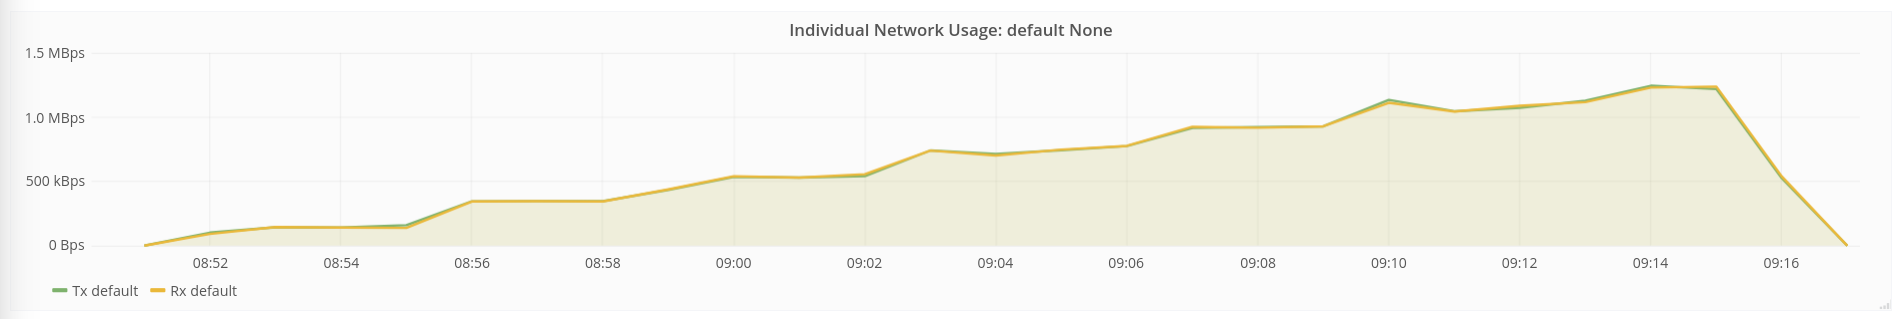 Individual Network Usage: default None
1.5 MBps
1.0 MBps
500 kBps
0 Bps
08:52 08:54 08:56 08:58 09:00 09:02 09:04 09:06 09:08 09:10 09:12 09:14 09:16
Tx default Rx default